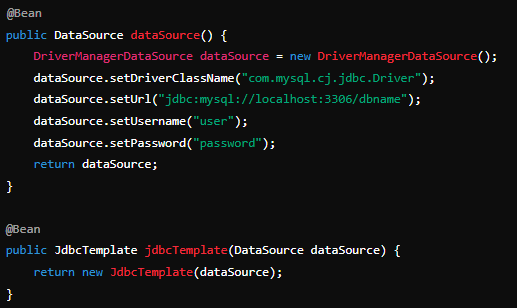 @Bean
public DataSource dataSource() {
    DriverManagerDataSource dataSource = new DriverManagerDataSource();
    dataSource.setDriverClassName("com.mysql.cj.jdbc.Driver");
    dataSource.setUrl("jdbc:mysql://localhost:3306/dbname");
    dataSource.setUsername("user");
    dataSource.setPassword("password");
    return dataSource;
}
@Bean
public JdbcTemplate jdbcTemplate(DataSource dataSource) {
    return new JdbcTemplate(dataSource);
}